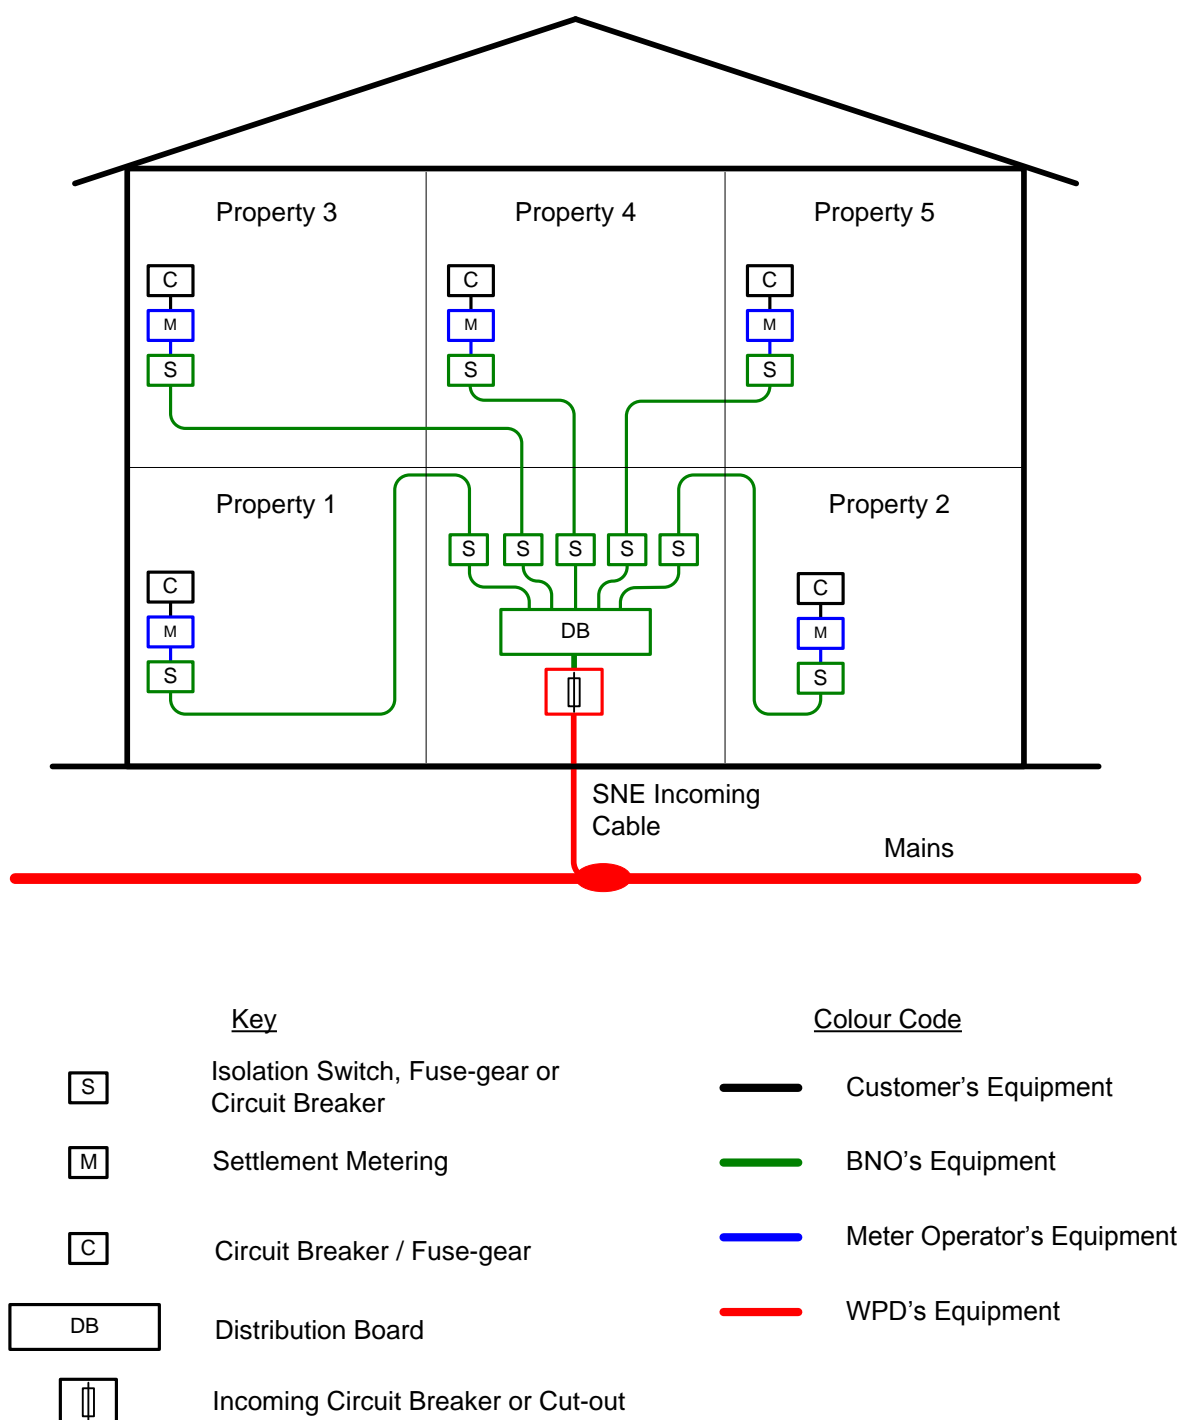 Property 3
Property 4
Property 5
C
C
C
M
M
M
S
S
S
Property 1
Property 2
S
S
S
S
S
C
C
M
M
DB
S
S
SNE Incoming
Cable
Mains
Key
Colour Code
S
Isolation Switch, Fuse-gear or
Circuit Breaker
Customer's Equipment
M
Settlement Metering
BNO's Equipment
C
Circuit Breaker / Fuse-gear
Meter Operator's Equipment
DB
Distribution Board
WPD's Equipment
Incoming Circuit Breaker or Cut-out